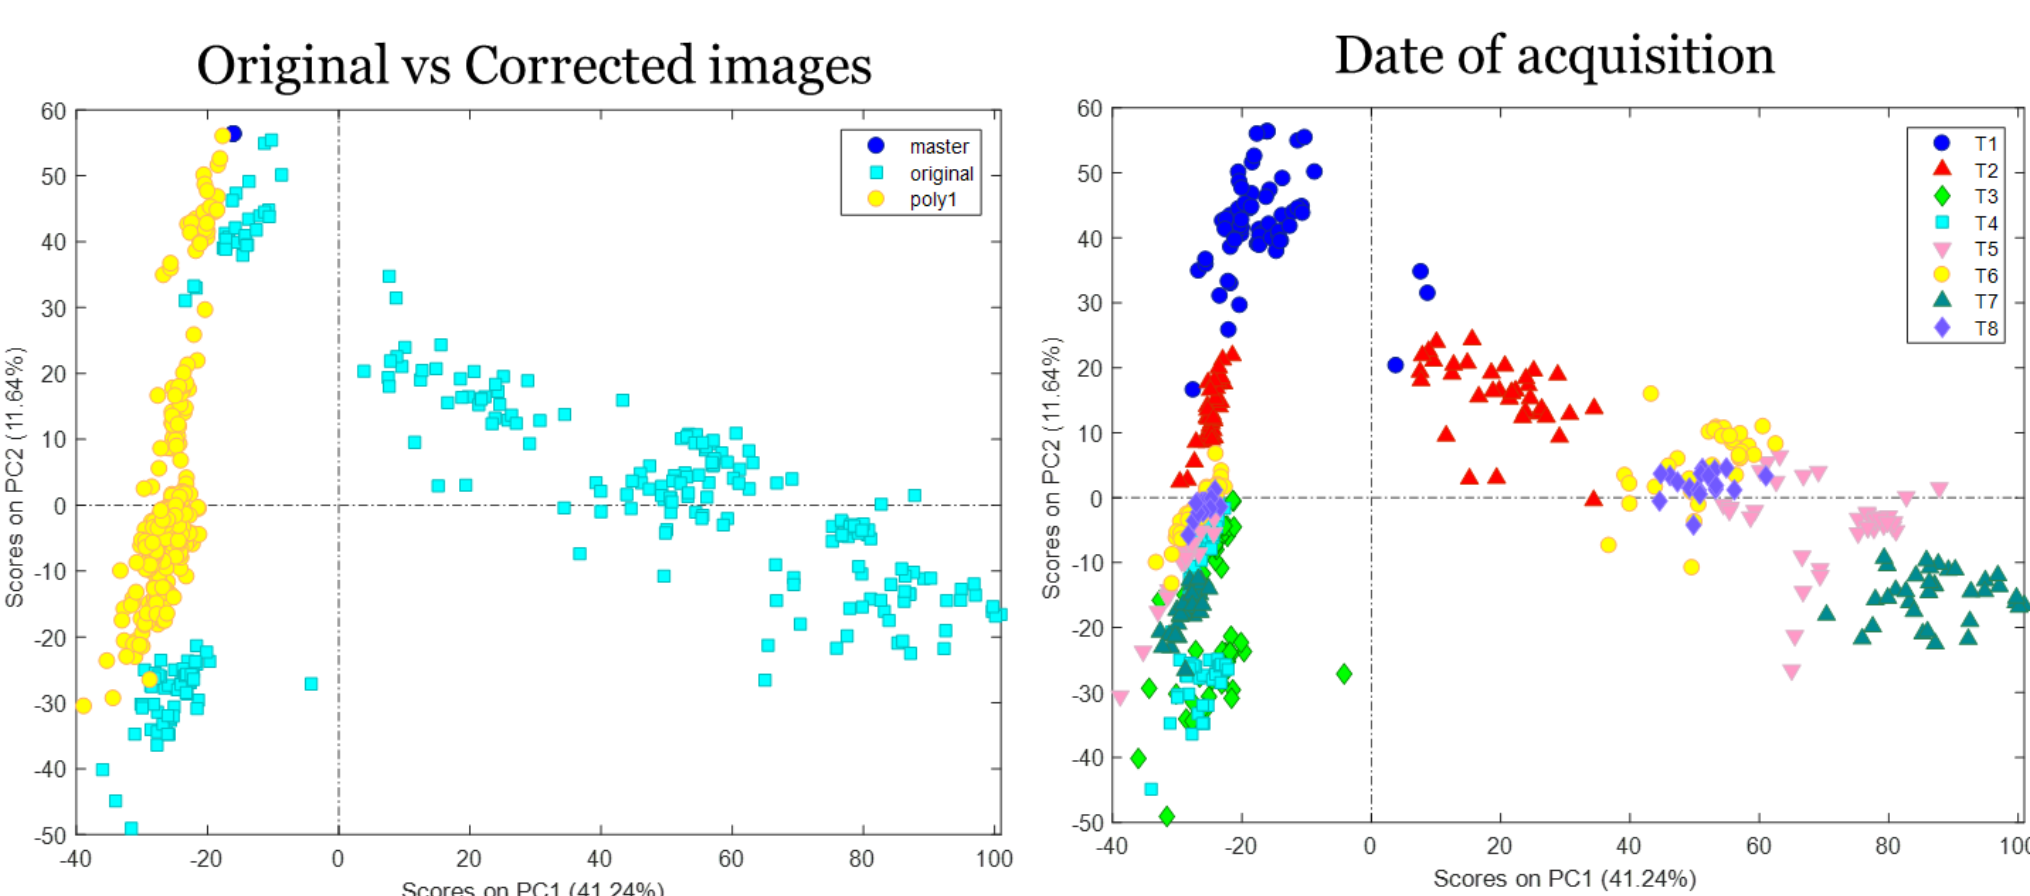 Original vs Corrected images
60
50
40
30
20
10
0
-10
-20
-30
-40
-50
Scores on PC2 (11.64%)
master
original
poly1
-40
-20
0
20
40
60
80
100
Scores on PC1 (41.24%)
Date of acquisition
60
50
40
30
20
10
0
-10
-20
-30
-40
-50
Scores on PC2 (11.64%)
T1
T2
T3
T4
T5
T6
T7
T8
-40
-20
0
20
40
60
80
100
Scores on PC1 (41.24%)